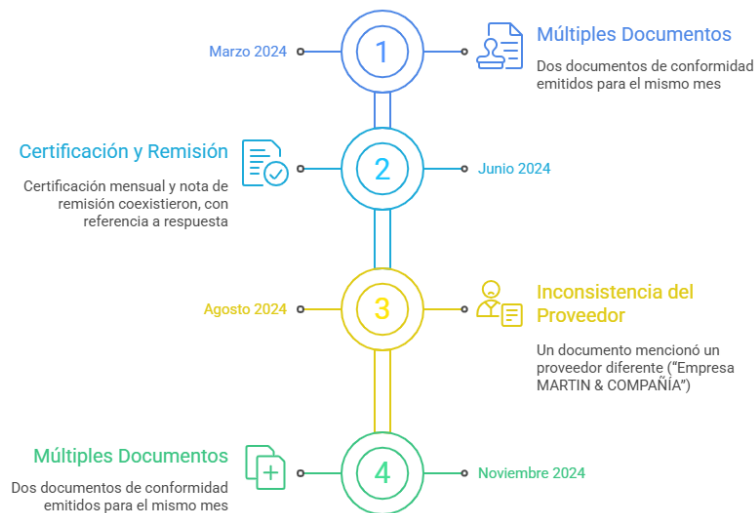 Marzo 2024
1
Múltiples Documentos
Dos documentos de conformidad
emitidos para el mismo mes
Certificación y Remisión
Certificación mensual y nota de
remisión coexistieron, con
referencia a respuesta
2
Junio 2024
Agosto 2024
3
Inconsistencia del
Proveedor
Un documento mencionó un
proveedor diferente (“Empresa
MARTIN & COMPAÑÍA”)
Múltiples Documentos
Dos documentos de conformidad
emitidos para el mismo mes
4
Noviembre 2024